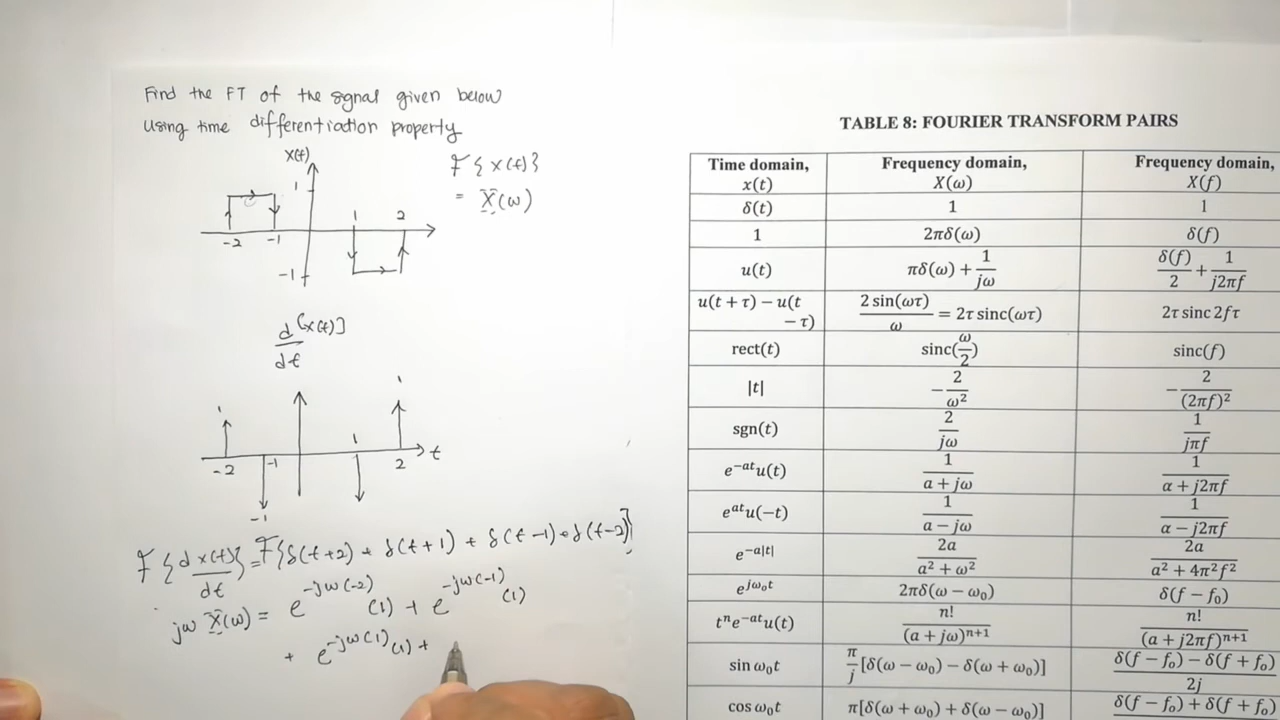 Find the FT of the signal given below
using time differentiation property
x(t)
1
-2 -1 1 2
-1
F{x(t)}
= X(ω)
d/dt [x(t)]
1 1
-2 -1 1 2 t
-1
F{dx(t)/dt} = F{δ(t+2) + δ(t+1) + δ(t-1) + δ(t-2)}
jω X(ω) = e^{-jω(-2)} (1) + e^{-jω(-1)} (1)
+ e^{-jω(1)} (1) +
TABLE 8: FOURIER TRANSFORM PAIRS
Time domain, x(t) Frequency domain, X(ω) Frequency domain, X(f)
δ(t) 1 1
1 2πδ(ω) δ(f)
u(t) πδ(ω) + 1/jω δ(f)/2 + 1/j2πf
u(t + τ) − u(t − τ) 2 sin(ωτ)/ω = 2τ sinc(ωτ) 2τ sinc 2fτ
rect(t) sinc(ω/2) sinc(f)
|t| −2/ω² −2/(2πf)²
sgn(t) 2/jω 1/jπf
e^{−at}u(t) 1/(a + jω) 1/(α + j2πf)
e^{at}u(−t) 1/(a − jω) 1/(α − j2πf)
e^{−a|t|} 2a/(a² + ω²) 2a/(a² + 4π²f²)
e^{jω₀t} 2πδ(ω − ω₀) δ(f − f₀)
tⁿe^{−at}u(t) n!/(a + jω)ⁿ⁺¹ n!/(a + j2πf)ⁿ⁺¹
sin ω₀t π/j [δ(ω − ω₀) − δ(ω + ω₀)] δ(f − f₀) − δ(f + f₀)/2j
cos ω₀t π[δ(ω + ω₀) + δ(ω − ω₀)] δ(f − f₀) + δ(f + f₀)